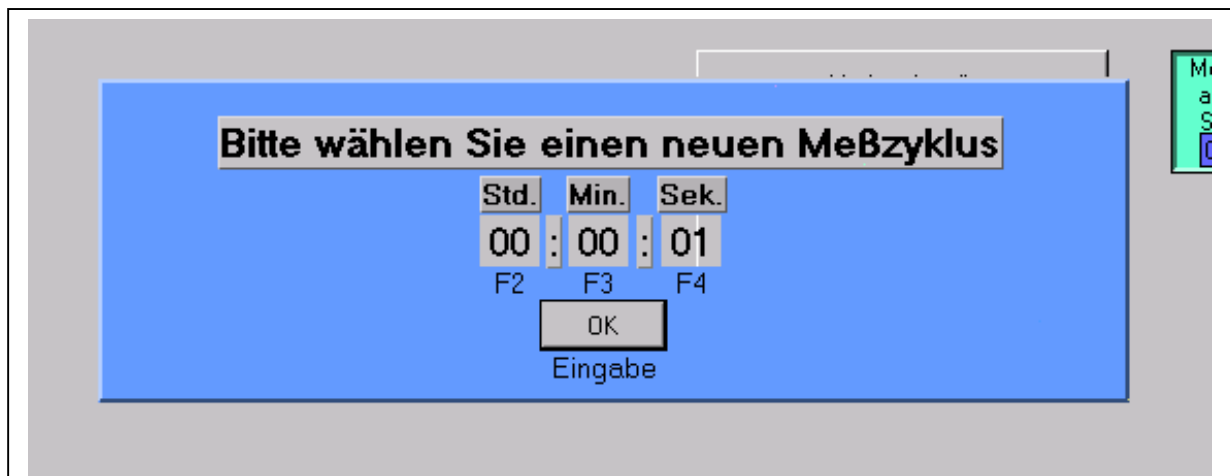 Bitte wählen Sie einen neuen Meßzyklus
Std. Min. Sek.
00 : 00 : 01
F2 F3 F4
OK
Eingabe